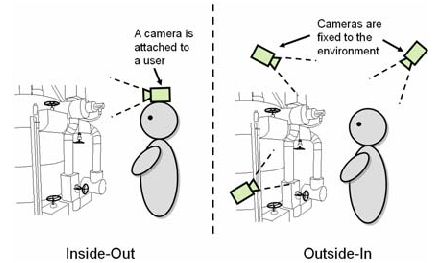 A camera is
attached to
a user
Cameras are
fixed to the
environment
Inside-Out
Outside-In